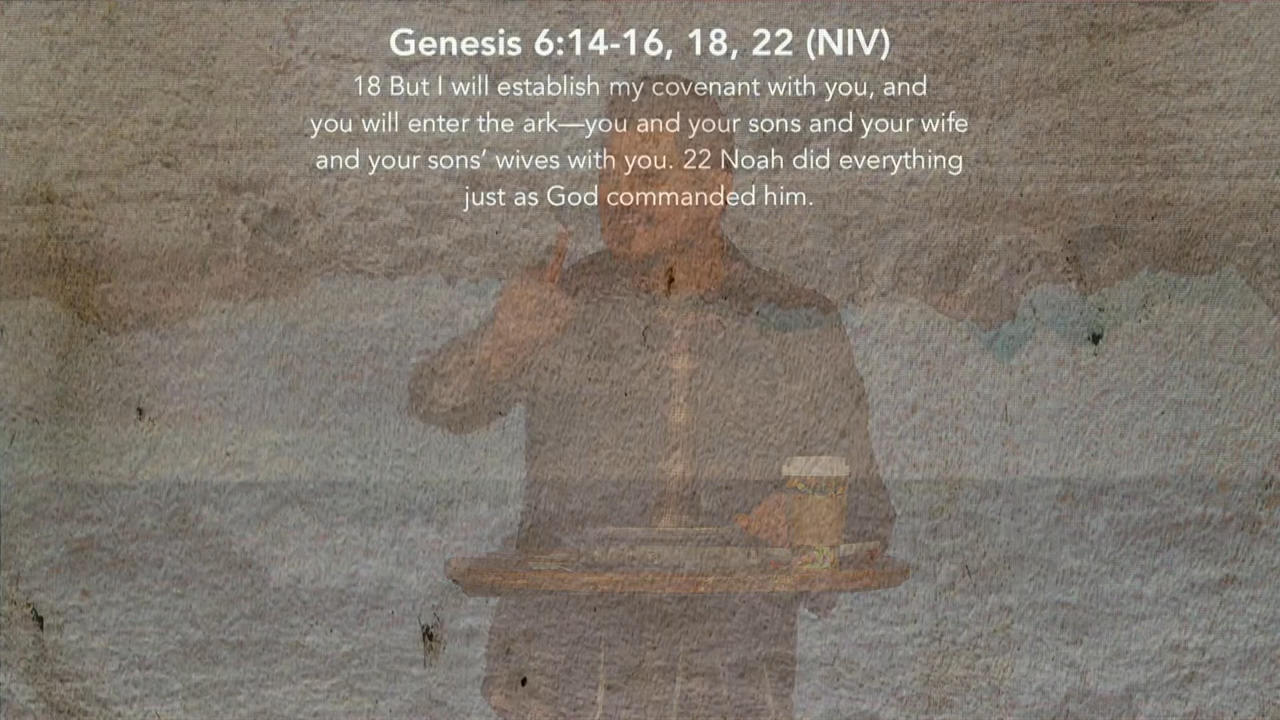 Genesis 6:14-16, 18, 22 (NIV)
18 But I will establish my covenant with you, and
you will enter the ark—you and your sons and your wife
and your sons’ wives with you. 22 Noah did everything
just as God commanded him.